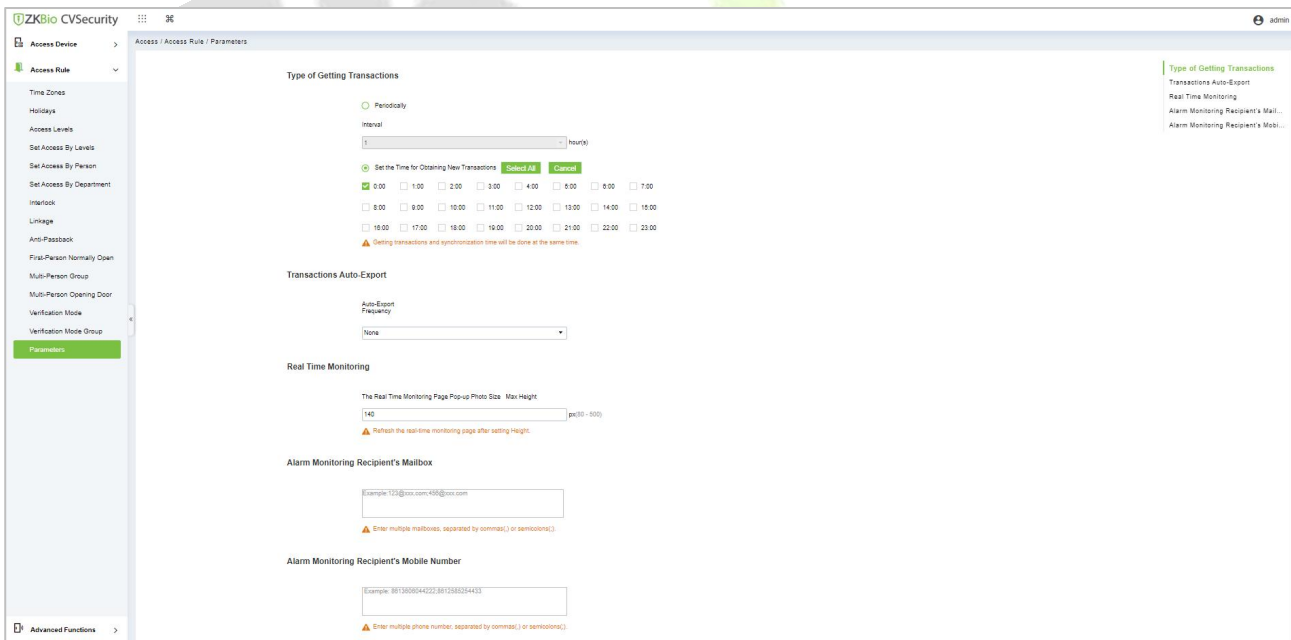 ZKBio CVSecurity
admin
Access Device
Access Rule
Time Zones
Holidays
Access Levels
Set Access By Levels
Set Access By Person
Set Access By Department
Interlock
Linkage
Anti-Passback
First-Person Normally Open
Multi-Person Group
Multi-Person Opening Door
Verification Mode
Verification Mode Group
Parameters
Advanced Functions
Access / Access Rule / Parameters
Type of Getting Transactions
Periodically
Interval
1 hour(s)
Set the Time for Obtaining New Transactions Select All Cancel
0:00 1:00 2:00 3:00 4:00 5:00 6:00 7:00
8:00 9:00 10:00 11:00 12:00 13:00 14:00 15:00
16:00 17:00 18:00 19:00 20:00 21:00 22:00 23:00
Getting transactions and synchronization time will be done at the same time.
Transactions Auto-Export
Auto-Export
Frequency
None
Real Time Monitoring
The Real Time Monitoring Page Pop-up Photo Size Max Height
140 px(80 - 500)
Refresh the real-time monitoring page after setting Height.
Alarm Monitoring Recipient's Mailbox
Example:123@xxx.com;456@xxx.com
Enter multiple mailboxes, separated by commas(,) or semicolons(;).
Alarm Monitoring Recipient's Mobile Number
Example: 8613606044222;8612585254433
Enter multiple phone number, separated by commas(,) or semicolons(;).
Type of Getting Transactions
Transactions Auto-Export
Real Time Monitoring
Alarm Monitoring Recipient's Mail...
Alarm Monitoring Recipient's Mobi...